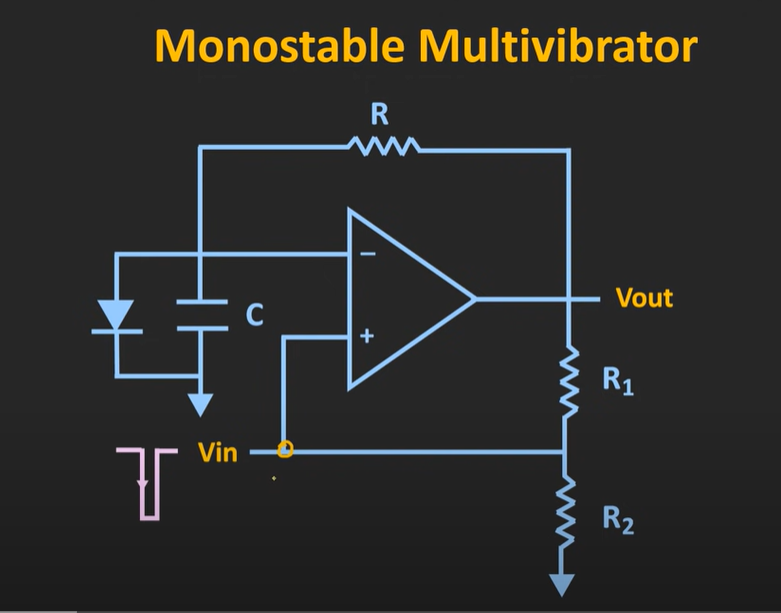 Monostable Multivibrator
R
−
C
+
Vout
R₁
Vin
R₂